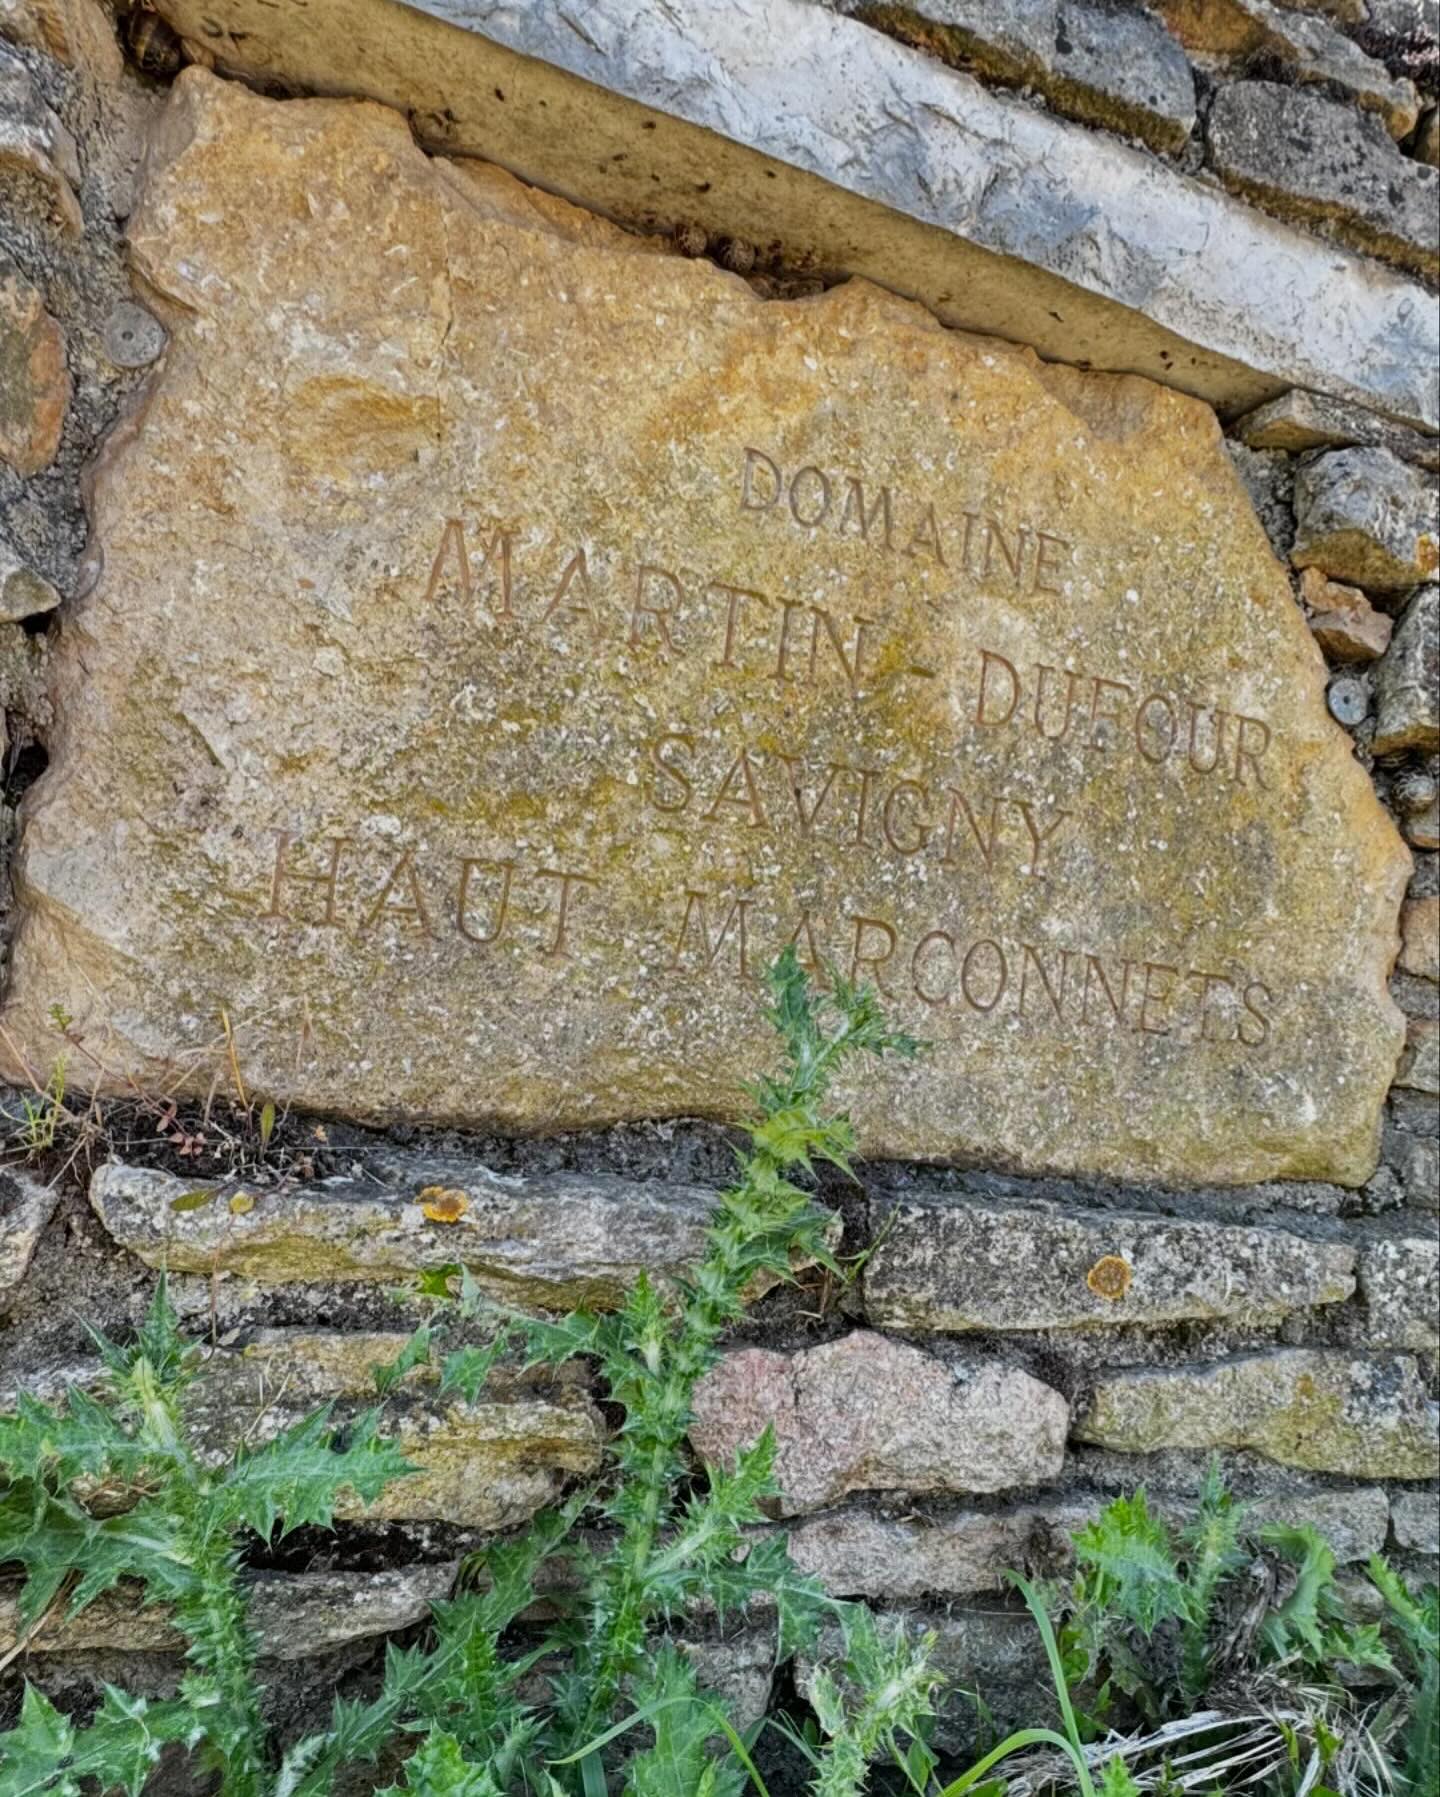 DOMAINE
MARTIN - DUFOUR
SAVIGNY
HAUT MARCONNETS